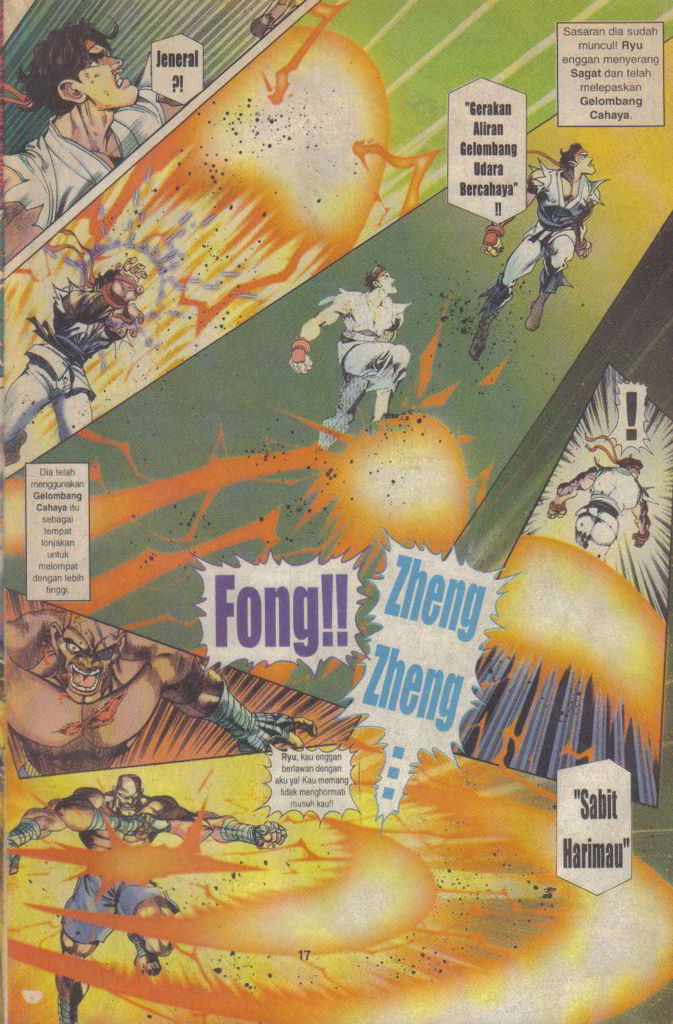 Jeneral
?!
Sasaran dia sudah
muncul! Ryu
enggan menyerang
Sagat dan telah
melepaskan
Gelombang
Cahaya.
"Gerakan
Aliran
Gelombang
Udara
Bercahaya"
!!
!
Dia telah
menggunakan
Gelombang
Cahaya itu
sebagai
tempat
lonjakan
untuk
melompat
dengan lebih
tinggi.
Fong!!
Zheng
Zheng
...
Ryu, kau enggan
berlawan dengan
aku ya! Kau memang
tidak menghormati
musuh kau!!
"Sabit
Harimau"
17